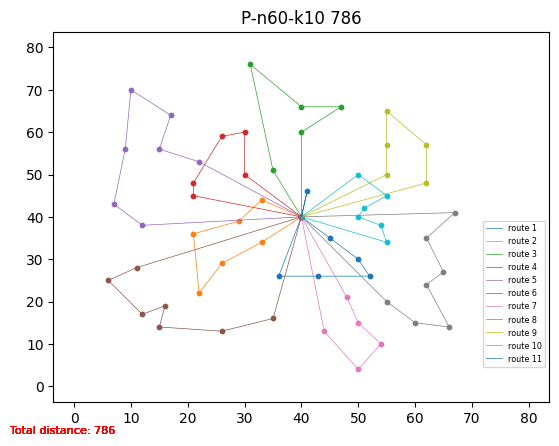 P-n60-k10 786
80
70
60
50
40
30
20
10
0
0 10 20 30 40 50 60 70 80
route 1
route 2
route 3
route 4
route 5
route 6
route 7
route 8
route 9
route 10
route 11
Total distance: 786